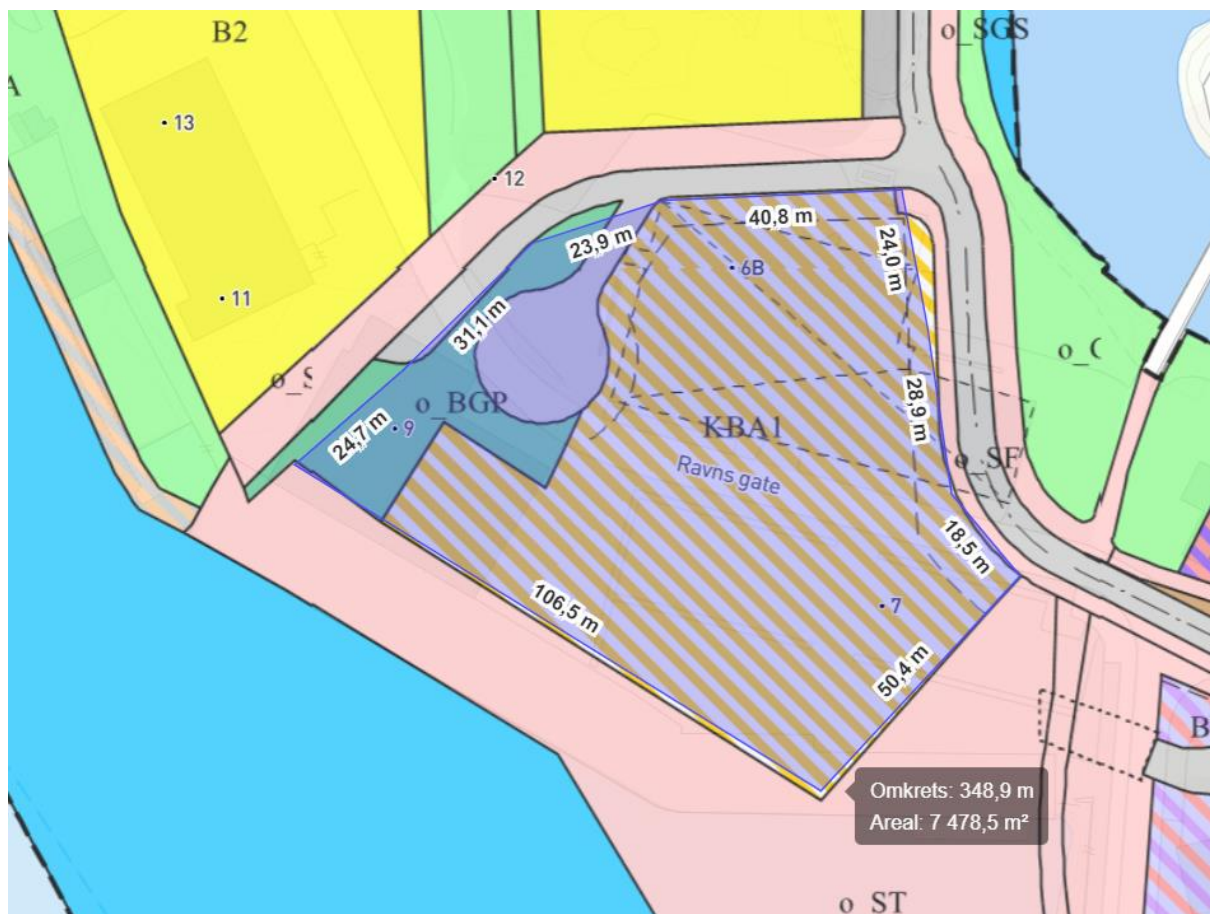 B2
o_SGS
A
13
12
40,8 m
23,9 m
24,0 m
6B
11
31,1 m
o_S
o_BGP
28,9 m
24,7 m
9
KBA1
o_SF
Ravns gate
18,5 m
106,5 m
7
50,4 m
B
Omkrets: 348,9 m
Areal: 7 478,5 m²
o_ST